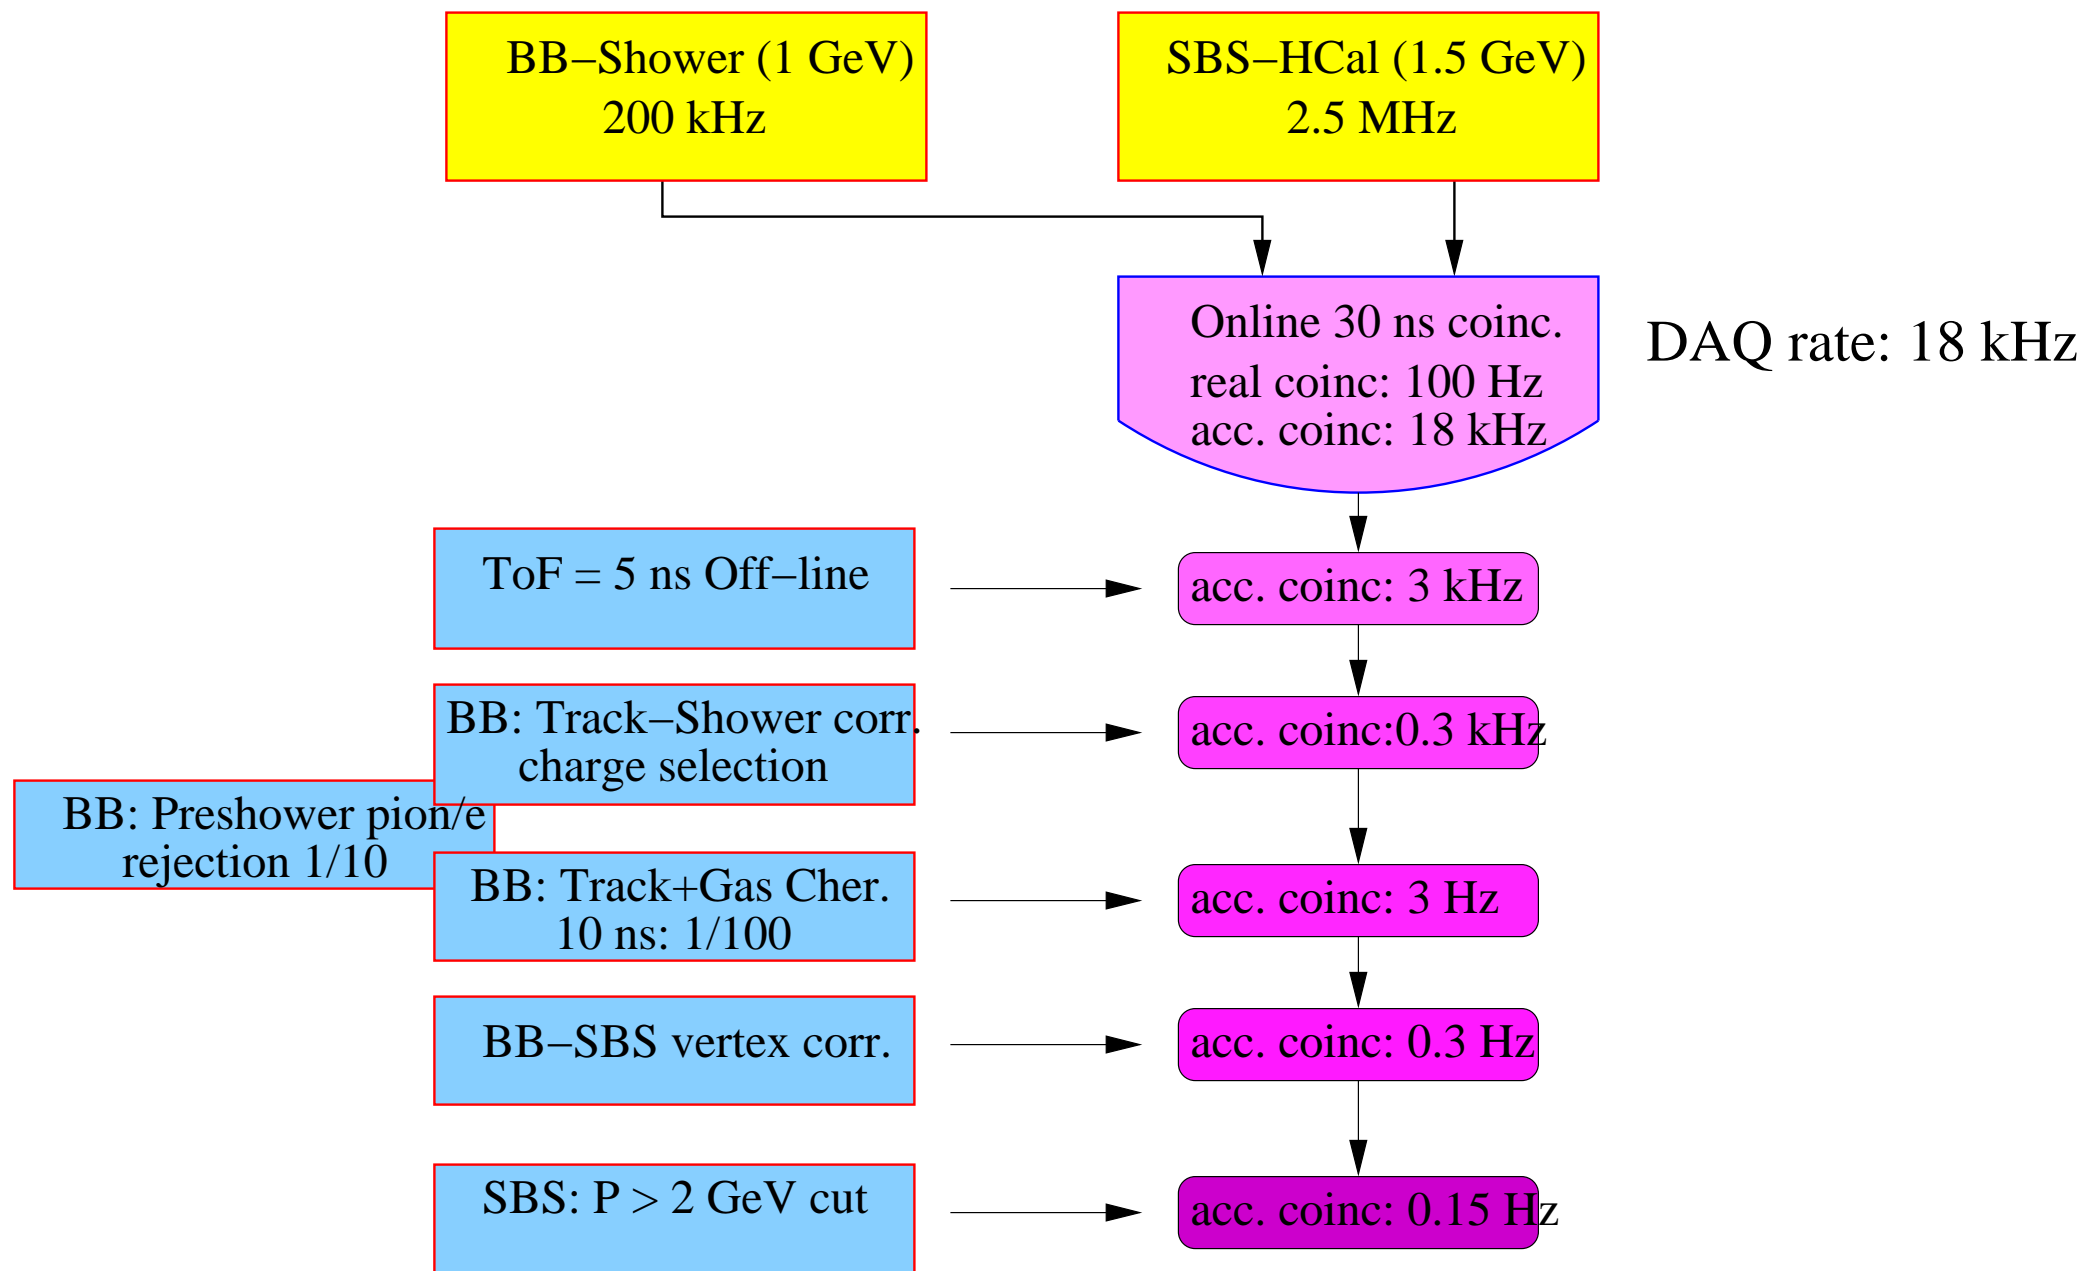 BB–Shower (1 GeV)
200 kHz
SBS–HCal (1.5 GeV)
2.5 MHz
Online 30 ns coinc.
real coinc: 100 Hz
acc. coinc: 18 kHz
DAQ rate: 18 kHz
ToF = 5 ns Off–line
acc. coinc: 3 kHz
BB: Track–Shower corr.
charge selection
acc. coinc:0.3 kHz
BB: Preshower pion/e
rejection 1/10
BB: Track+Gas Cher.
10 ns: 1/100
acc. coinc: 3 Hz
BB–SBS vertex corr.
acc. coinc: 0.3 Hz
SBS: P > 2 GeV cut
acc. coinc: 0.15 Hz